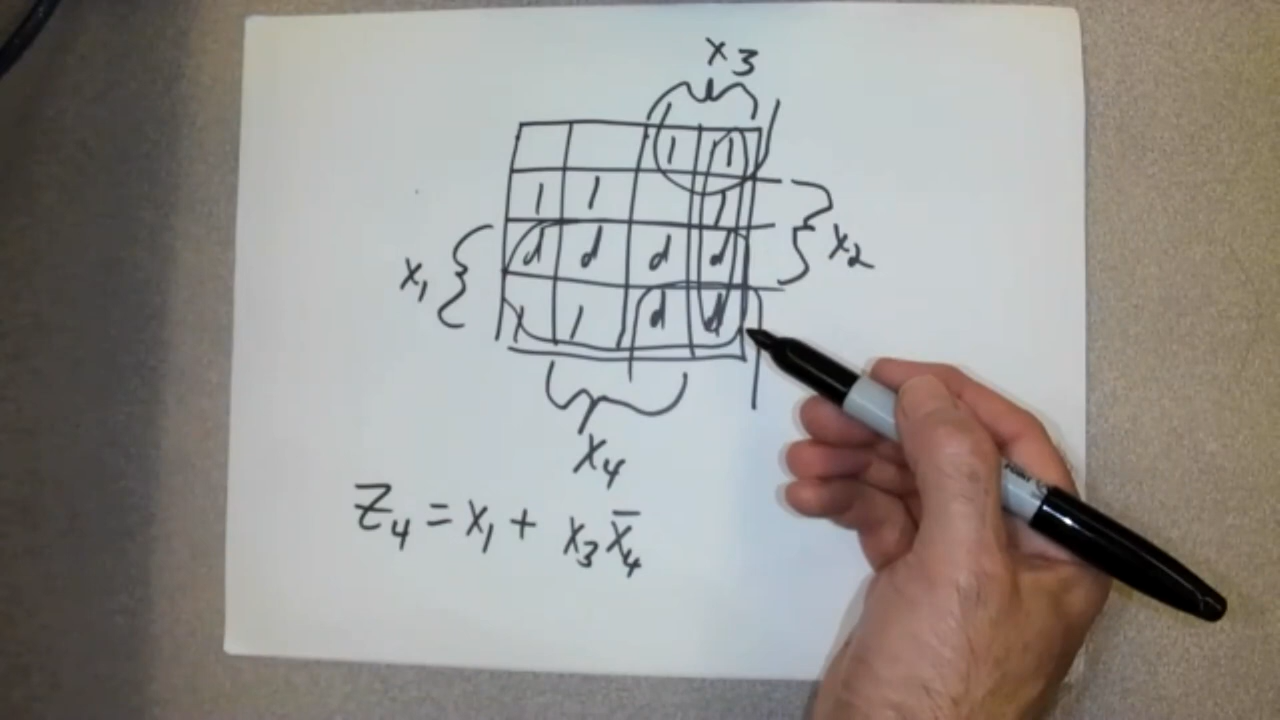 x3
1 1
1 1 1
d d d d
x1 x2
1 1 d d
x4
Z4 = x1 + x3x̄4